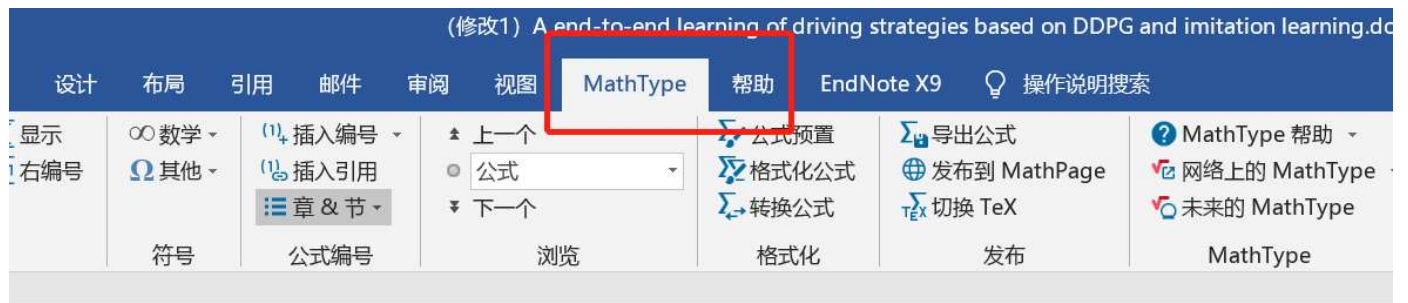 (修改1) A end-to-end learning of driving strategies based on DDPG and imitation learning.dc
设计 布局 引用 邮件 审阅 视图 MathType 帮助 EndNote X9 操作说明搜索
显示 ∞ 数学 (1)+ 插入编号 上一个 公式预置 导出公式 MathType 帮助
右编号 Ω 其他 (1) 插入引用 公式 格式化公式 发布到 MathPage 网络上的 MathType
章 & 节 下一个 转换公式 TEX 切换 TeX 未来的 MathType
符号 公式编号 浏览 格式化 发布 MathType